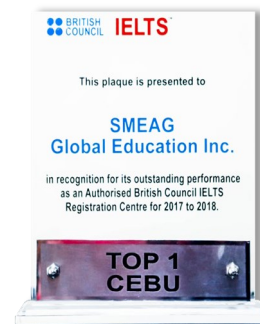 BRITISH COUNCIL IELTS™
This plaque is presented to
SMEAG
Global Education Inc.
in recognition for its outstanding performance
as an Authorised British Council IELTS
Registration Centre for 2017 to 2018.
TOP 1
CEBU